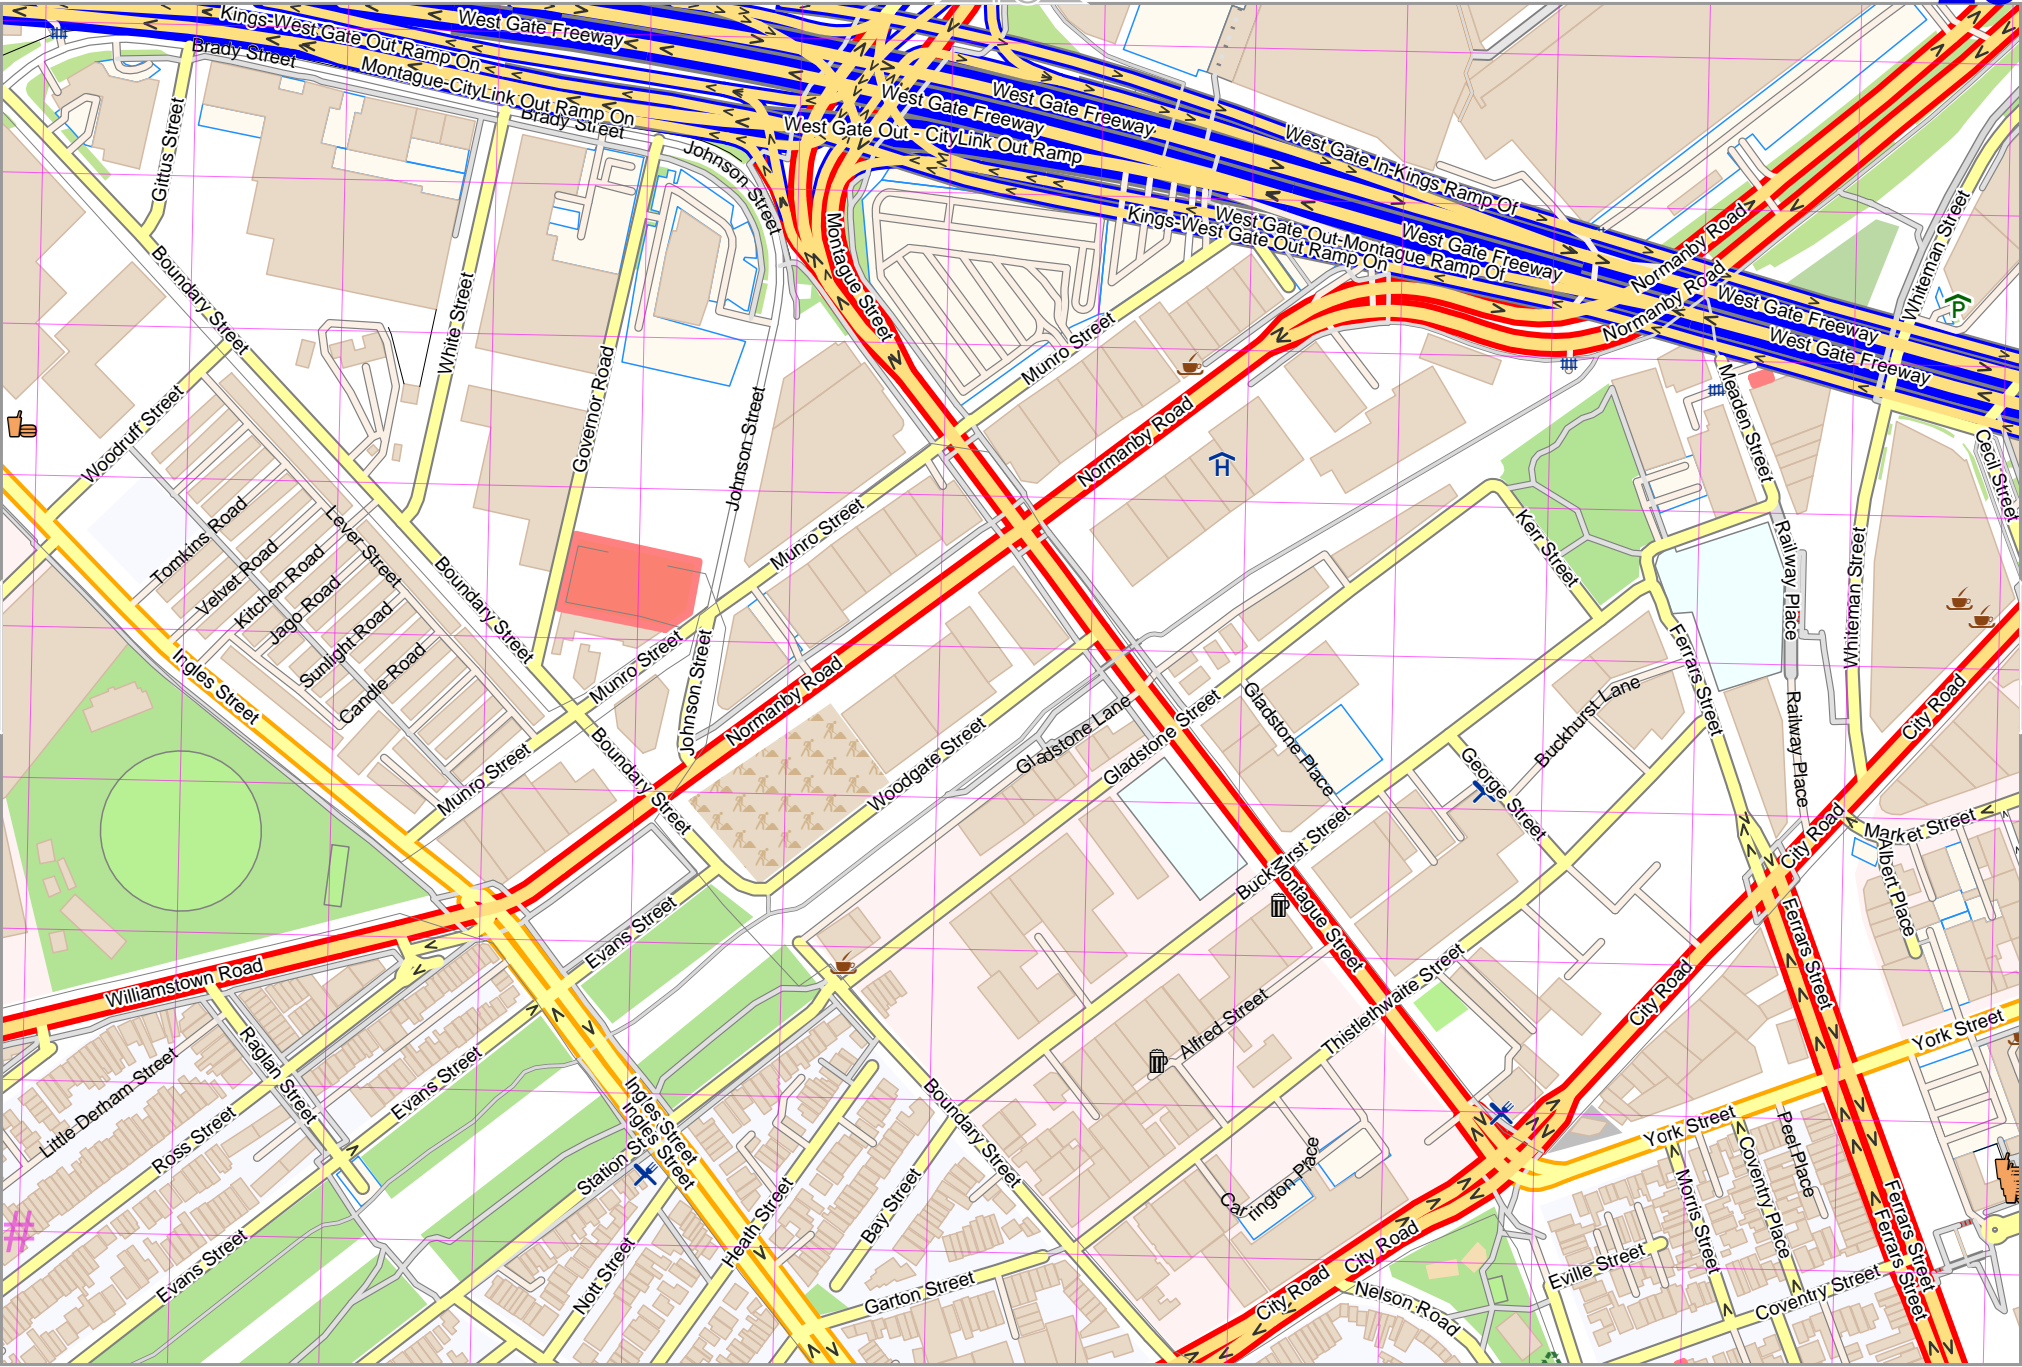 Kings-West Gate Out Ramp On
West Gate Freeway
Brady Street
Montague-CityLink Out Ramp On
Brady Street
West Gate Freeway
West Gate Freeway
West Gate Out - CityLink Out Ramp
West Gate In-Kings Ramp Of
Johnson Street
Gittus Street
Montague Street
Kings-West Gate Out Ramp On
West Gate Out-Montague Ramp Of
West Gate Freeway
Normanby Road
Normanby Road
Whiteman Street
P
West Gate Freeway
West Gate Freeway
Boundary Street
White Street
Munro Street
Governor Road
Woodruff Street
Johnson Street
Normanby Road
H
Meaden Street
Cecil Street
Tomkins Road
Velvet Road
Kitchen Road
Jago Road
Sunlight Road
Candle Road
Lever Street
Boundary Street
Munro Street
Kerr Street
Railway Place
Whiteman Street
Ingles Street
Munro Street
Johnson Street
Normanby Road
Ferrars Street
Buckhurst Lane
Railway Place
City Road
Munro Street
Boundary Street
Woodgate Street
Gladstone Lane
Gladstone Street
Gladstone Place
George Street
Market Street
Albert Place
City Road
Montague Street
Evans Street
Williamstown Road
Thistlethwaite Street
Alfred Street
City Road
Ferrars Street
York Street
Raglan Street
Little Derham Street
Ross Street
Evans Street
Ingles Street
Ingles Street
Boundary Street
York Street
Peel Place
Coventry Place
Morris Street
Bay Street
Heath Street
Nott Street
Evans Street
Garton Street
City Road
City Road
Nelson Road
Eville Street
Coventry Street
Ferrars Street
Ferrars Street
#